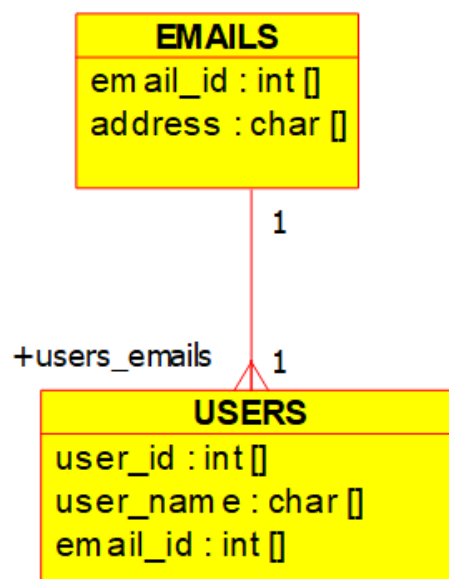 EMAILS
email_id : int []
address : char []
1
+users_emails
1
USERS
user_id : int []
user_name : char []
email_id : int []